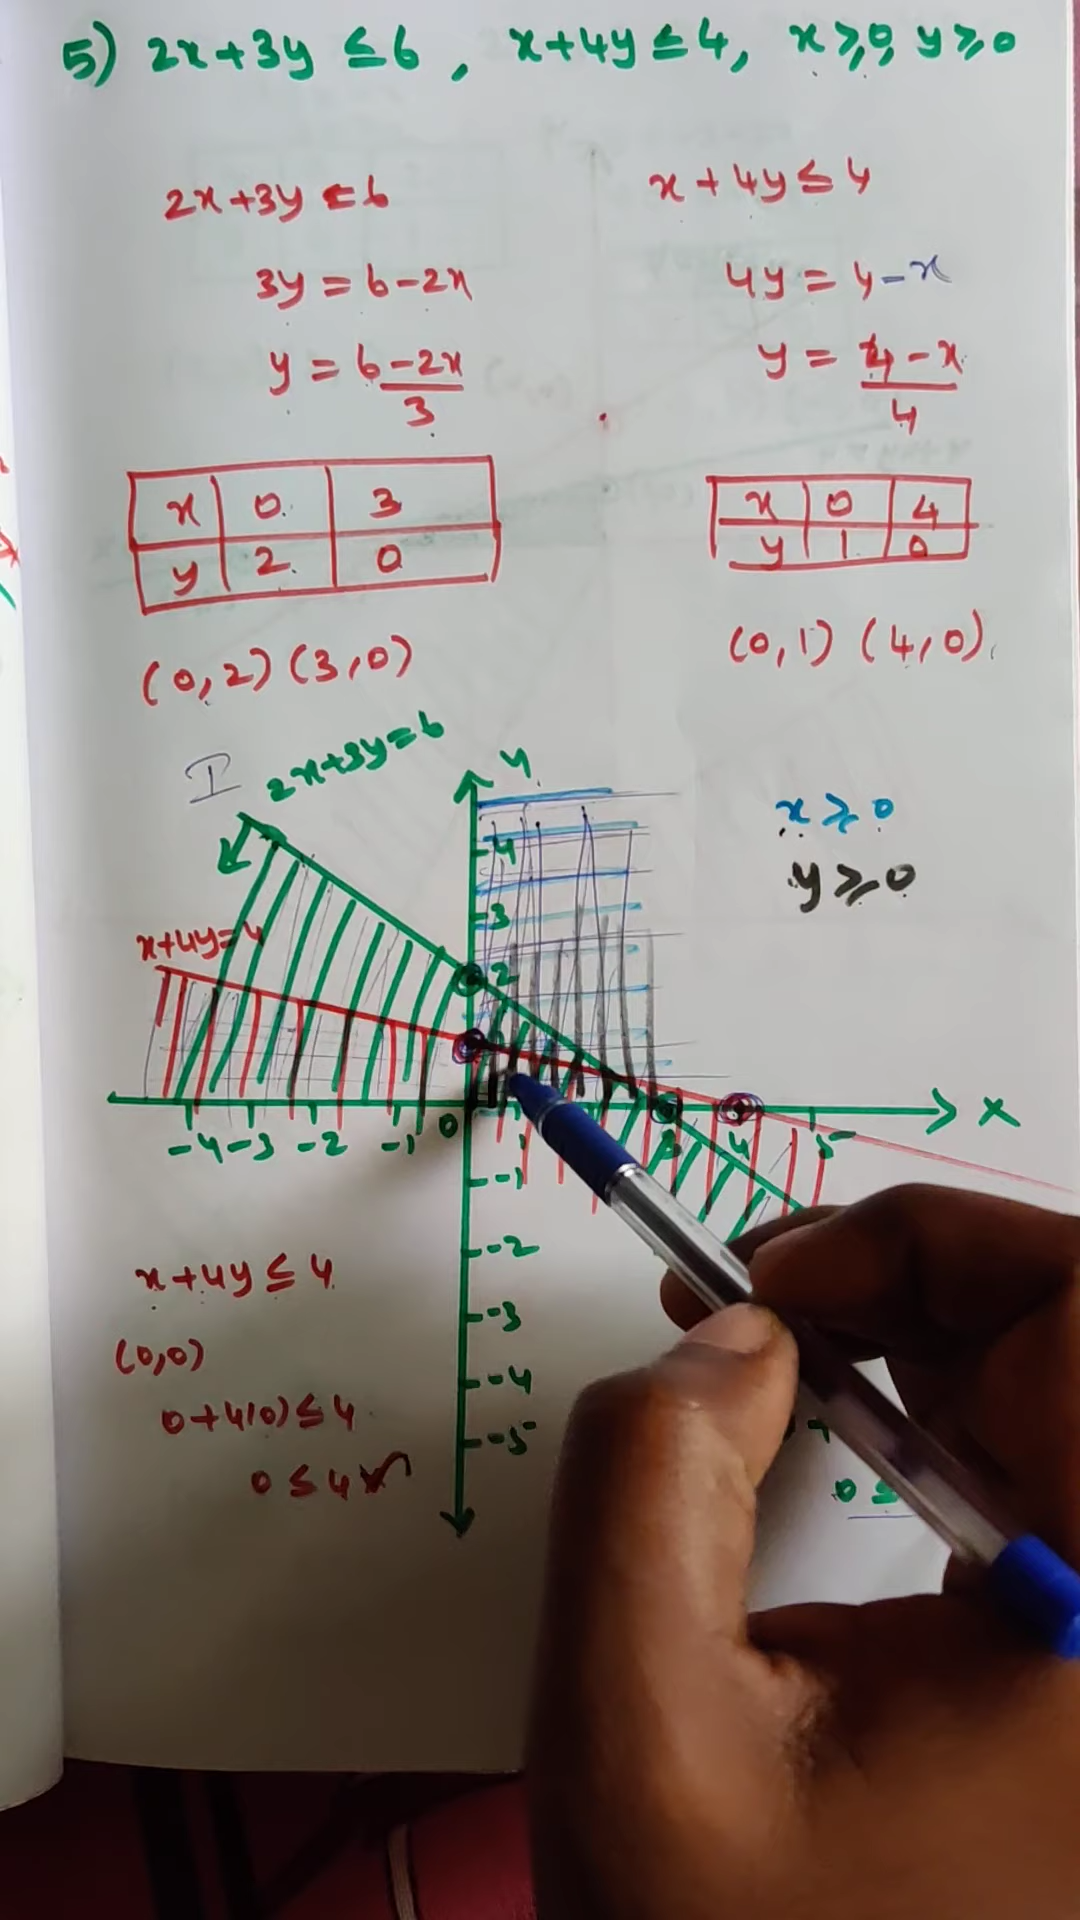 5) 2x+3y ≤6, x+4y≤4, x≥0, y≥0
2x+3y ≤ 6
3y = 6-2x
y = 6-2x
3
x 0 3
y 2 0
(0,2) (3,0)
x+4y≤4
4y = 4-x
y = 4-x
4
x 0 4
y 1 0
(0,1) (4,0)
I
2x+3y=6
y
x≥0
y≥0
x+4y=4
4
3
2
-4 -3 -2 -1 0 1 3 4 5 x
-1
-2
-3
-4
-5
x+4y≤4
(0,0)
0+4(0)≤4
0≤4
0≤